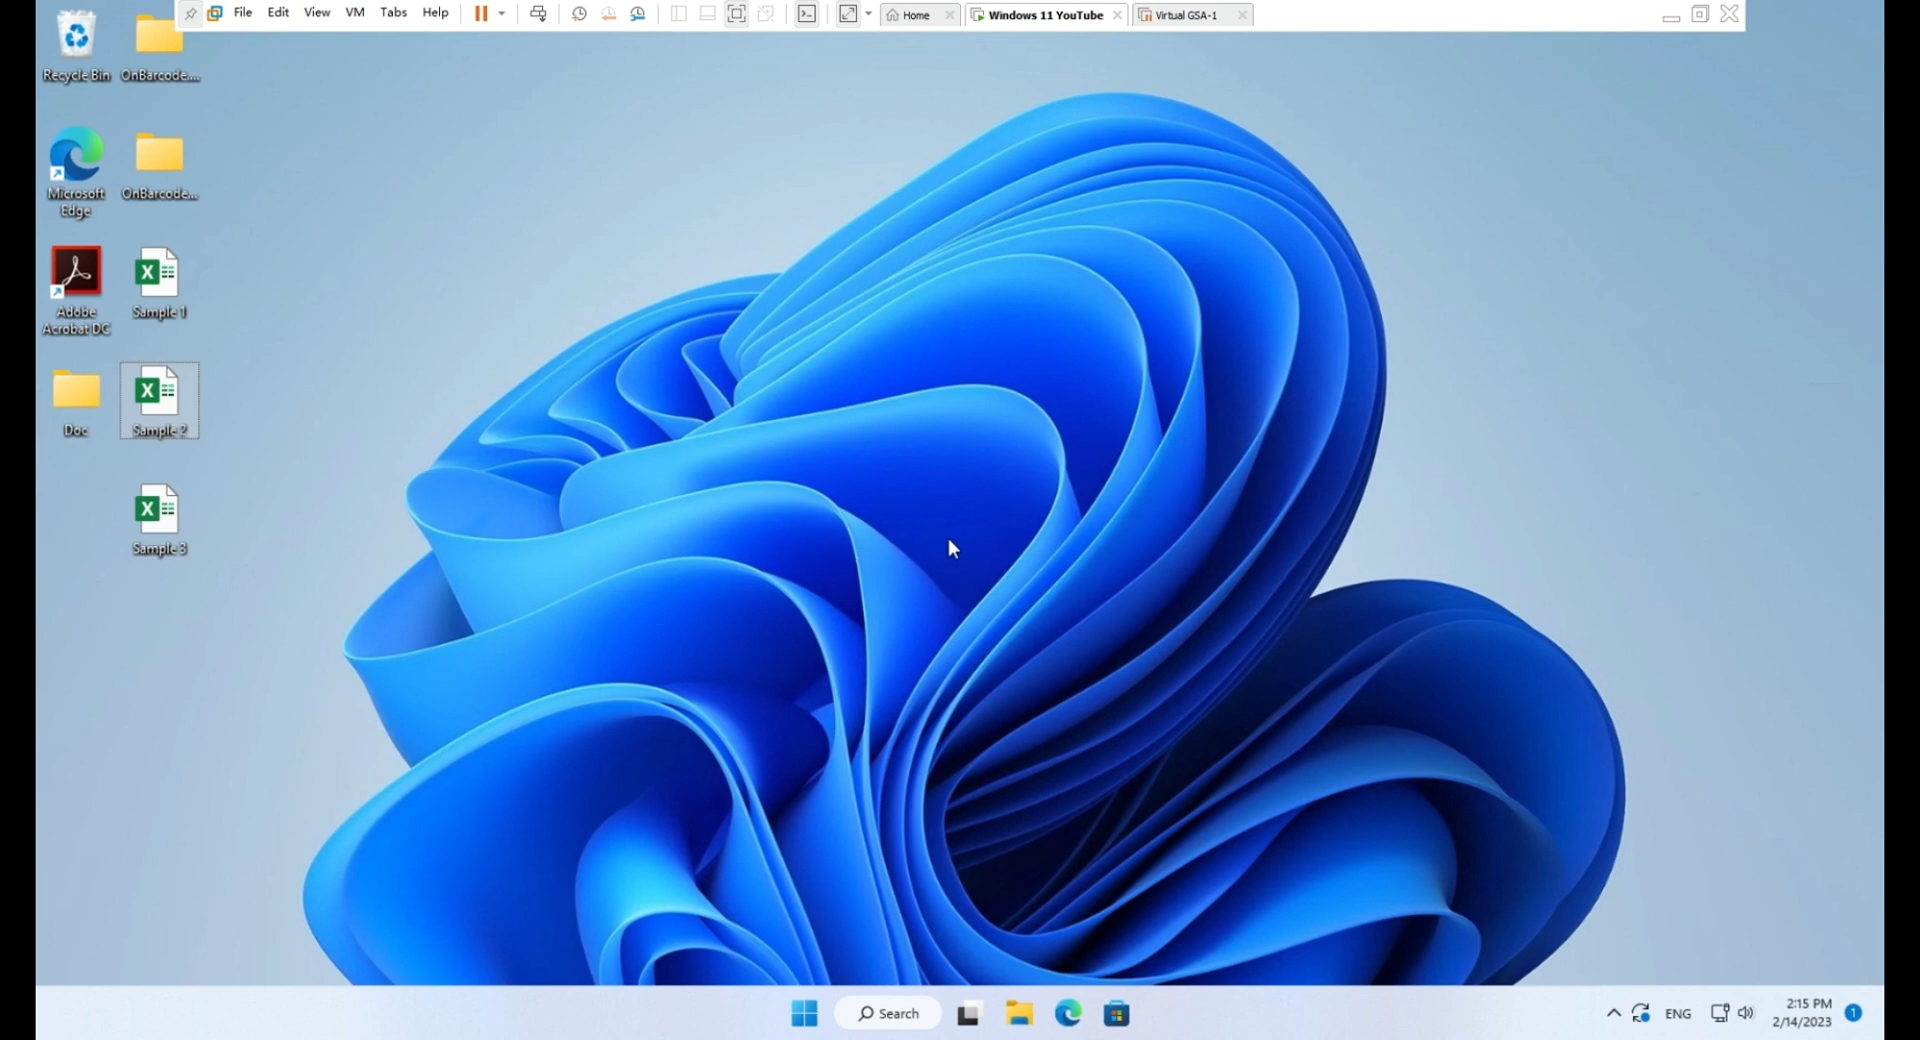 File Edit View VM Tabs Help Home Windows 11 YouTube Virtual GSA-1
Recycle Bin OnBarcode....
Microsoft Edge OnBarcode...
Adobe Acrobat DC Sample 1
Doc Sample 2
Sample 3
Search
ENG
2:15 PM
2/14/2023
1